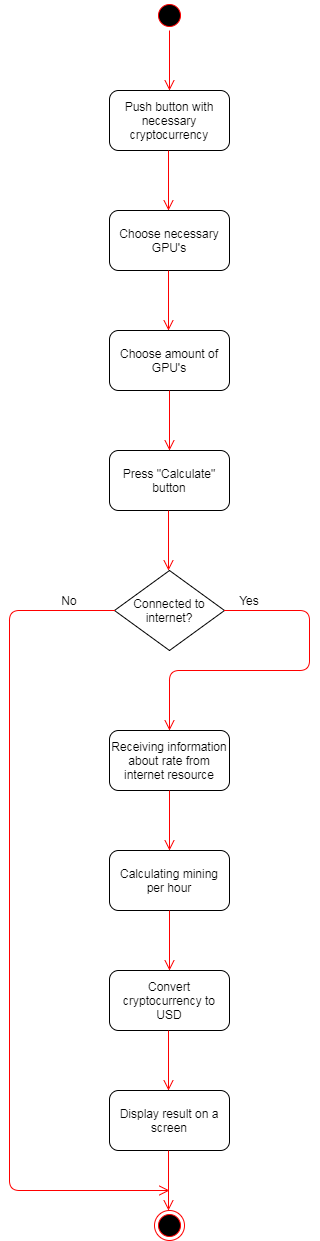 Push button with
necessary
cryptocurrency
Choose necessary
GPU's
Choose amount of
GPU's
Press "Calculate"
button
Connected to
internet?
No
Yes
Receiving information
about rate from
internet resource
Calculating mining
per hour
Convert
cryptocurrency to
USD
Display result on a
screen